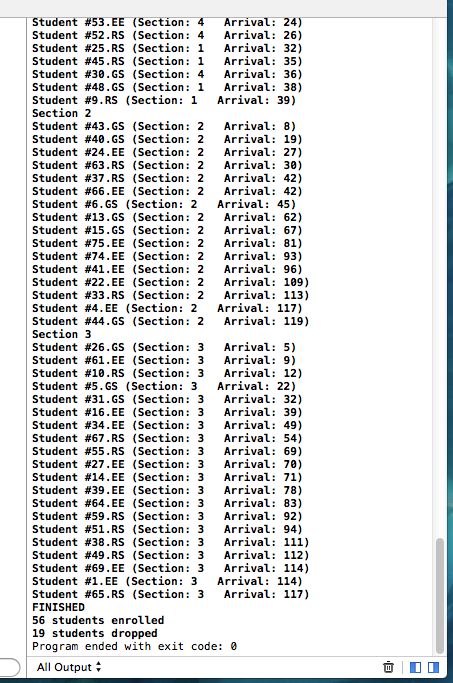 Student #53.EE (Section: 4   Arrival: 24)
Student #52.RS (Section: 4   Arrival: 26)
Student #25.RS (Section: 1   Arrival: 32)
Student #45.RS (Section: 1   Arrival: 35)
Student #30.GS (Section: 4   Arrival: 36)
Student #48.GS (Section: 1   Arrival: 38)
Student #9.RS (Section: 1   Arrival: 39)
Section 2
Student #43.GS (Section: 2   Arrival: 8)
Student #40.GS (Section: 2   Arrival: 19)
Student #24.EE (Section: 2   Arrival: 27)
Student #63.RS (Section: 2   Arrival: 30)
Student #37.RS (Section: 2   Arrival: 42)
Student #66.EE (Section: 2   Arrival: 42)
Student #6.GS (Section: 2   Arrival: 45)
Student #13.GS (Section: 2   Arrival: 62)
Student #15.GS (Section: 2   Arrival: 67)
Student #75.EE (Section: 2   Arrival: 81)
Student #74.EE (Section: 2   Arrival: 93)
Student #41.EE (Section: 2   Arrival: 96)
Student #22.EE (Section: 2   Arrival: 109)
Student #33.RS (Section: 2   Arrival: 113)
Student #4.EE (Section: 2   Arrival: 117)
Student #44.GS (Section: 2   Arrival: 119)
Section 3
Student #26.GS (Section: 3   Arrival: 5)
Student #61.EE (Section: 3   Arrival: 9)
Student #10.RS (Section: 3   Arrival: 12)
Student #5.GS (Section: 3   Arrival: 22)
Student #31.GS (Section: 3   Arrival: 32)
Student #16.EE (Section: 3   Arrival: 39)
Student #34.EE (Section: 3   Arrival: 49)
Student #67.RS (Section: 3   Arrival: 54)
Student #55.RS (Section: 3   Arrival: 69)
Student #27.EE (Section: 3   Arrival: 70)
Student #14.EE (Section: 3   Arrival: 71)
Student #39.EE (Section: 3   Arrival: 78)
Student #64.EE (Section: 3   Arrival: 83)
Student #59.RS (Section: 3   Arrival: 92)
Student #51.RS (Section: 3   Arrival: 94)
Student #38.RS (Section: 3   Arrival: 111)
Student #49.RS (Section: 3   Arrival: 112)
Student #69.EE (Section: 3   Arrival: 114)
Student #1.EE (Section: 3   Arrival: 114)
Student #65.RS (Section: 3   Arrival: 117)
FINISHED
56 students enrolled
19 students dropped
Program ended with exit code: 0
All Output